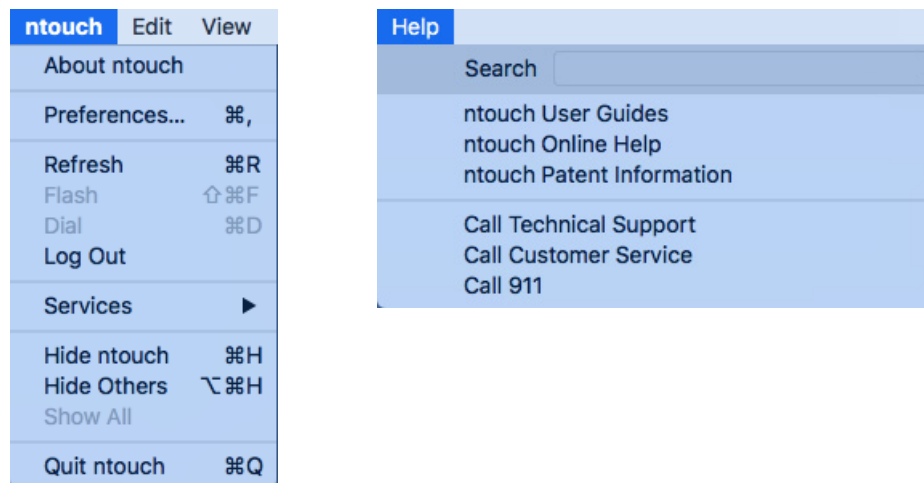 ntouch Edit View
About ntouch
Preferences... ⌘,
Refresh ⌘R
Flash ⇧⌘F
Dial ⌘D
Log Out
Services ▶
Hide ntouch ⌘H
Hide Others ⌥⌘H
Show All
Quit ntouch ⌘Q
Help
Search
ntouch User Guides
ntouch Online Help
ntouch Patent Information
Call Technical Support
Call Customer Service
Call 911